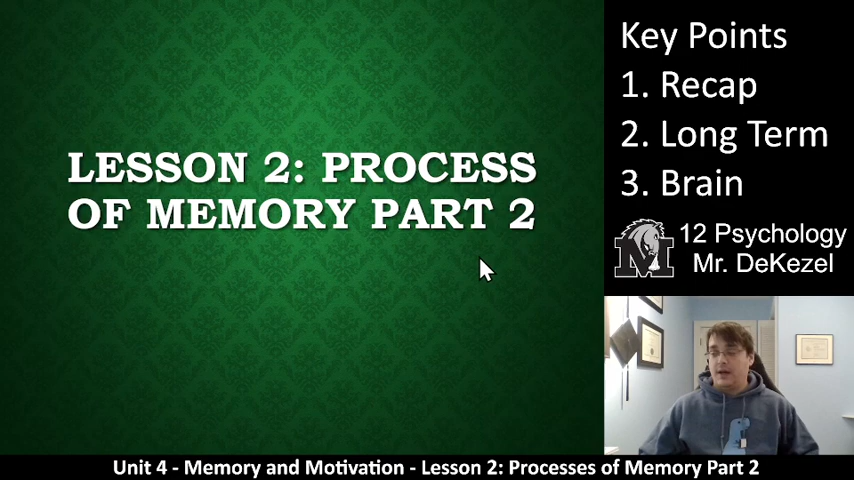 LESSON 2: PROCESS
OF MEMORY PART 2
Key Points
1. Recap
2. Long Term
3. Brain
M
12 Psychology
Mr. DeKezel
Unit 4 - Memory and Motivation - Lesson 2: Processes of Memory Part 2